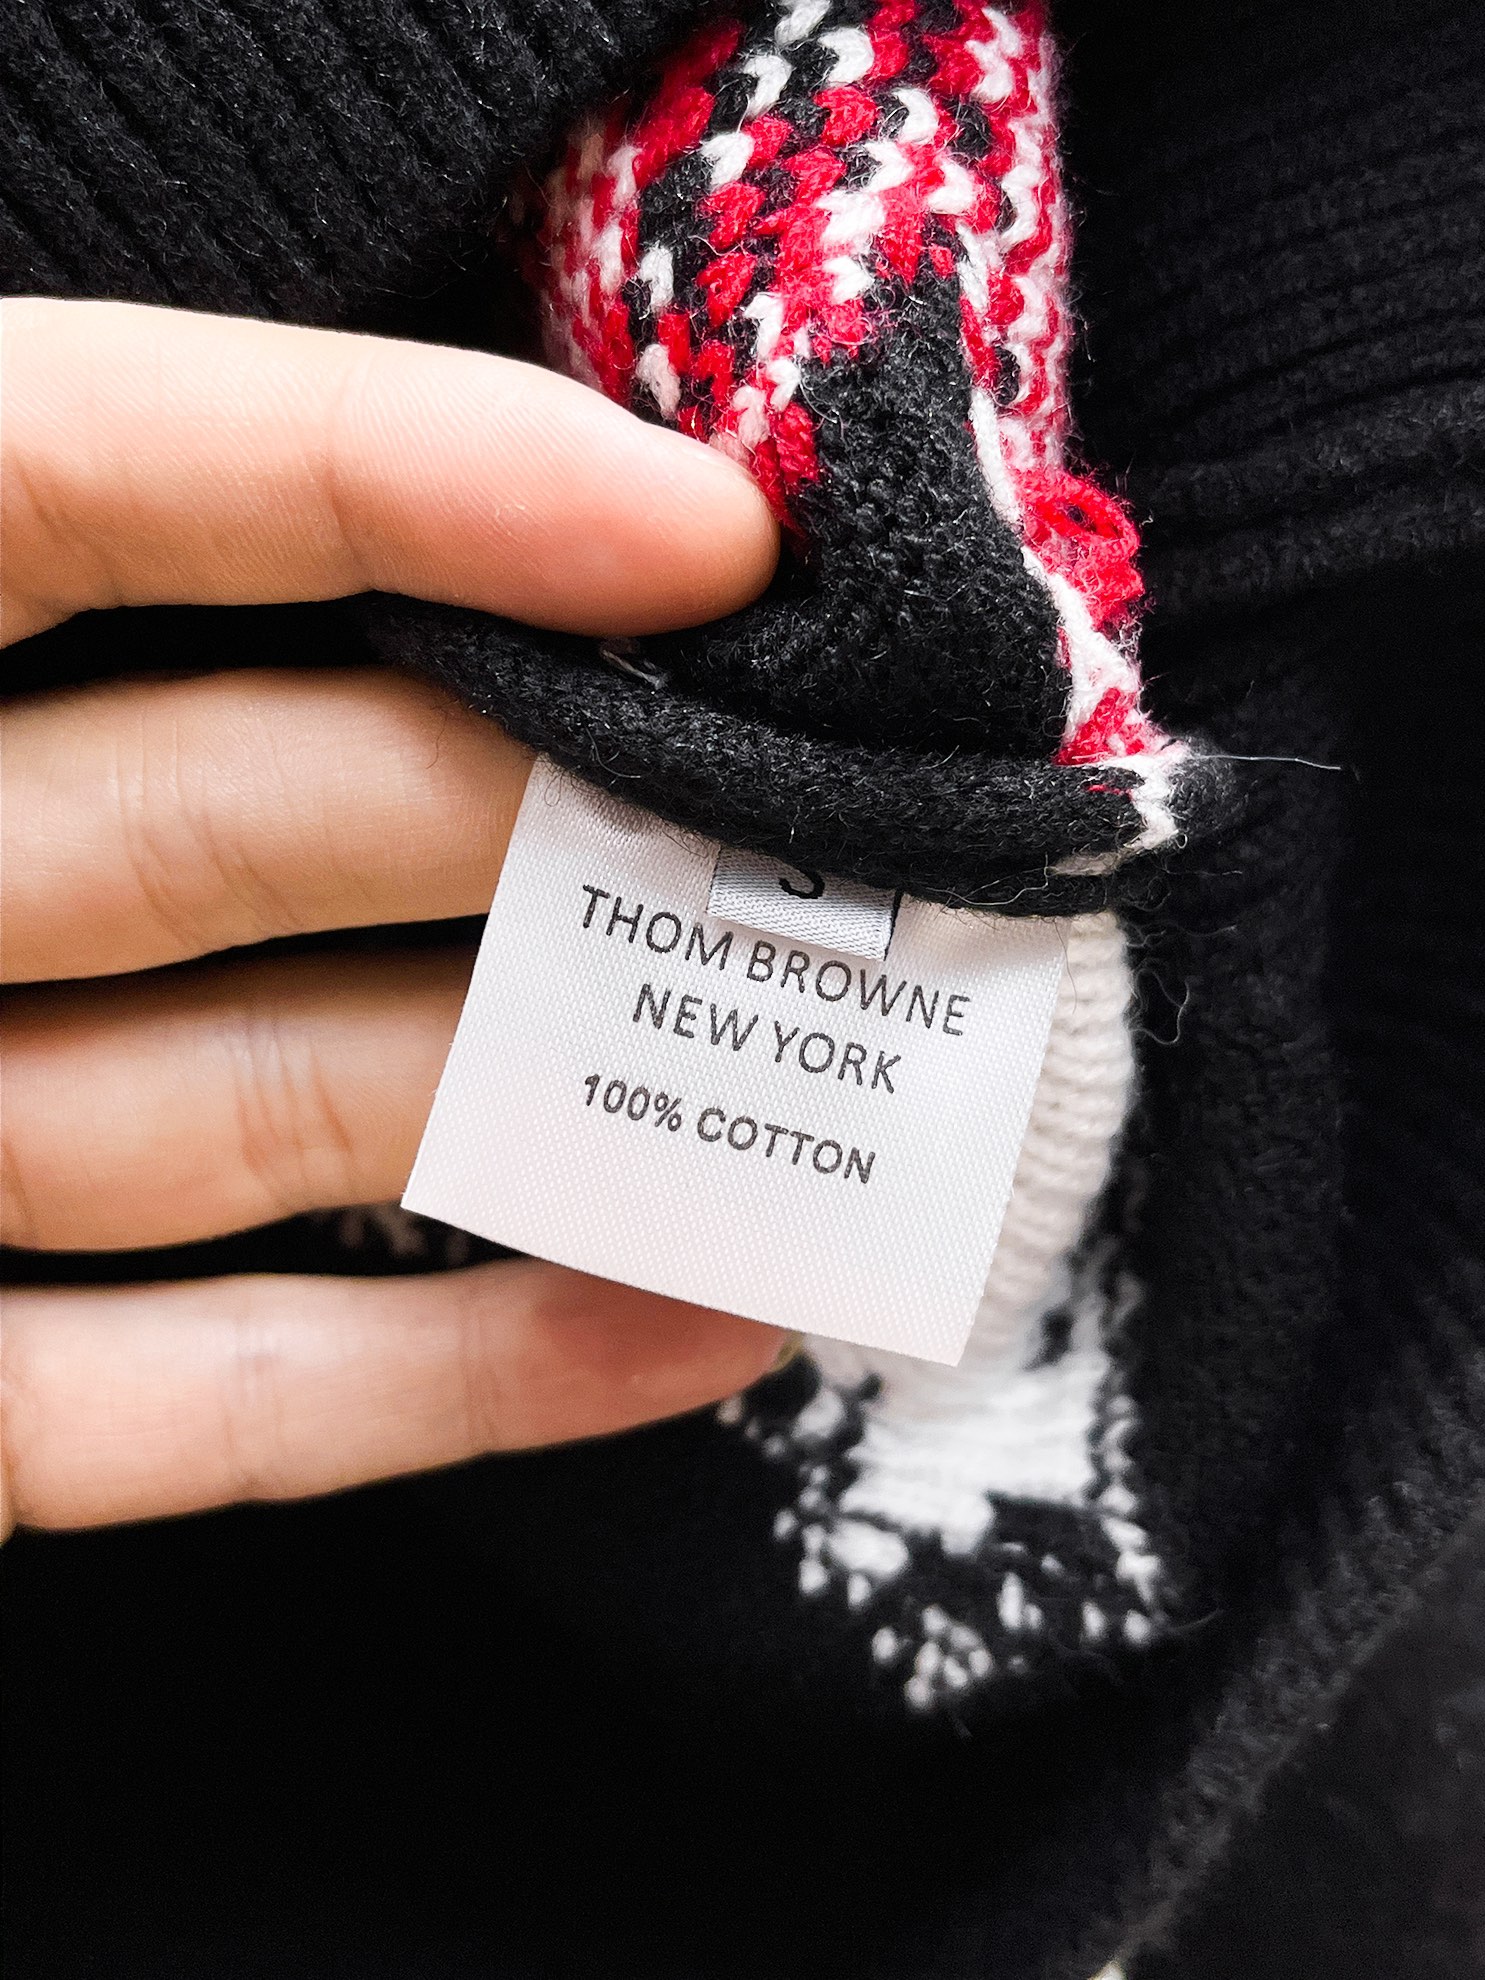 S
THOM BROWNE
NEW YORK
100% COTTON